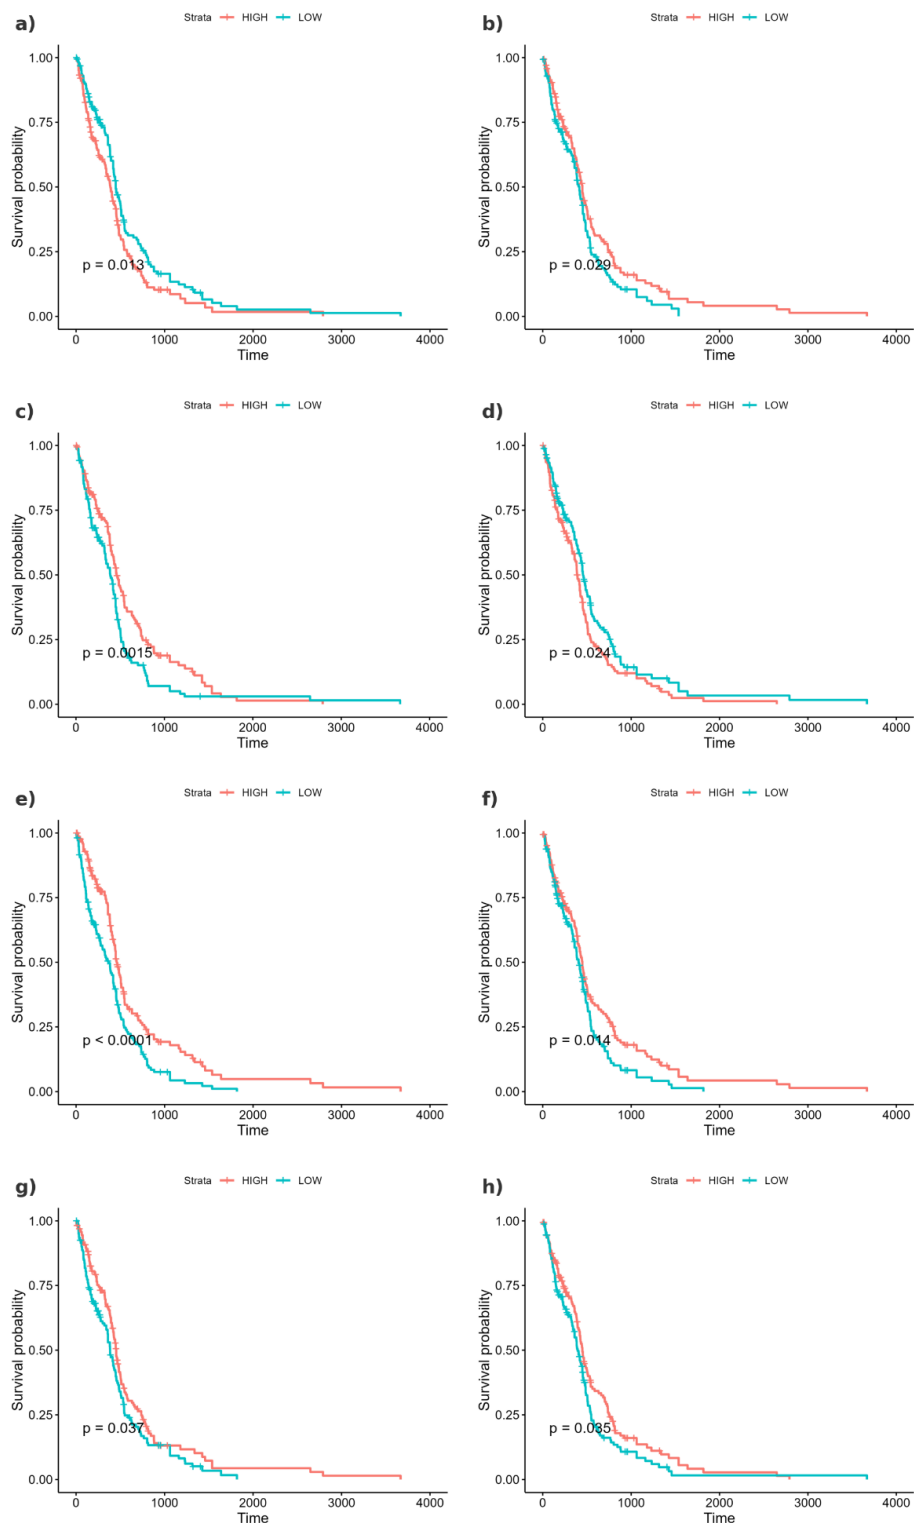 a)
Strata HIGH LOW
1.00
0.75
0.50
0.25
0.00
Survival probability
p = 0.013
0 1000 2000 3000 4000
Time
b)
Strata HIGH LOW
1.00
0.75
0.50
0.25
0.00
Survival probability
p = 0.029
0 1000 2000 3000 4000
Time
c)
Strata HIGH LOW
1.00
0.75
0.50
0.25
0.00
Survival probability
p = 0.0015
0 1000 2000 3000 4000
Time
d)
Strata HIGH LOW
1.00
0.75
0.50
0.25
0.00
Survival probability
p = 0.024
0 1000 2000 3000 4000
Time
e)
Strata HIGH LOW
1.00
0.75
0.50
0.25
0.00
Survival probability
p < 0.0001
0 1000 2000 3000 4000
Time
f)
Strata HIGH LOW
1.00
0.75
0.50
0.25
0.00
Survival probability
p = 0.014
0 1000 2000 3000 4000
Time
g)
Strata HIGH LOW
1.00
0.75
0.50
0.25
0.00
Survival probability
p = 0.037
0 1000 2000 3000 4000
Time
h)
Strata HIGH LOW
1.00
0.75
0.50
0.25
0.00
Survival probability
p = 0.035
0 1000 2000 3000 4000
Time